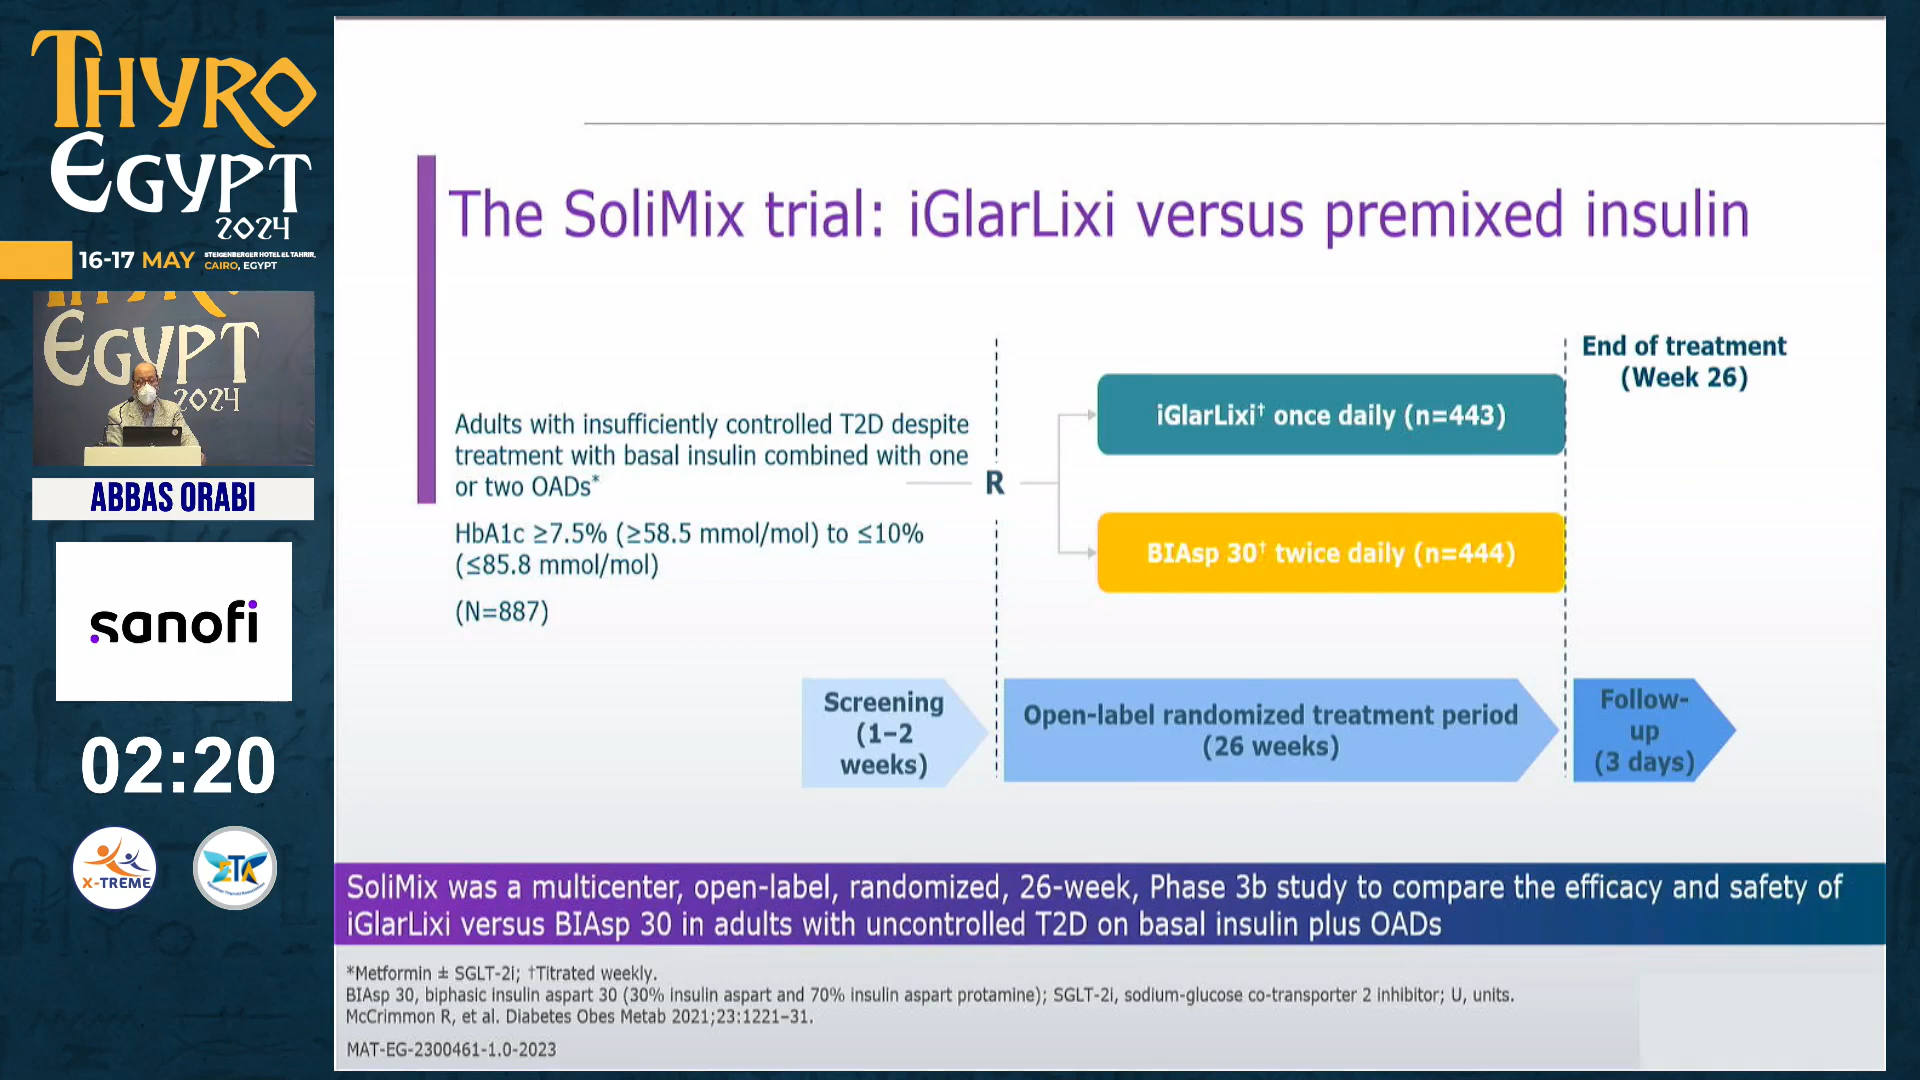 THYRO
EGYPT
2024
16-17 MAY
STEIGENBERGER HOTEL EL TAHRIR,
CAIRO, EGYPT
EGYPT
2024
ABBAS ORABI
sanofi
02:20
X-TREME
ETA
The SoliMix trial: iGlarLixi versus premixed insulin
Adults with insufficiently controlled T2D despite
treatment with basal insulin combined with one
or two OADs*
HbA1c ≥7.5% (≥58.5 mmol/mol) to ≤10%
(≤85.8 mmol/mol)
(N=887)
R
iGlarLixi† once daily (n=443)
BIAsp 30† twice daily (n=444)
End of treatment
(Week 26)
Screening
(1–2
weeks)
Open-label randomized treatment period
(26 weeks)
Follow-
up
(3 days)
SoliMix was a multicenter, open-label, randomized, 26-week, Phase 3b study to compare the efficacy and safety of
iGlarLixi versus BIAsp 30 in adults with uncontrolled T2D on basal insulin plus OADs
*Metformin ± SGLT-2i; †Titrated weekly.
BIAsp 30, biphasic insulin aspart 30 (30% insulin aspart and 70% insulin aspart protamine); SGLT-2i, sodium-glucose co-transporter 2 inhibitor; U, units.
McCrimmon R, et al. Diabetes Obes Metab 2021;23:1221–31.
MAT-EG-2300461-1.0-2023